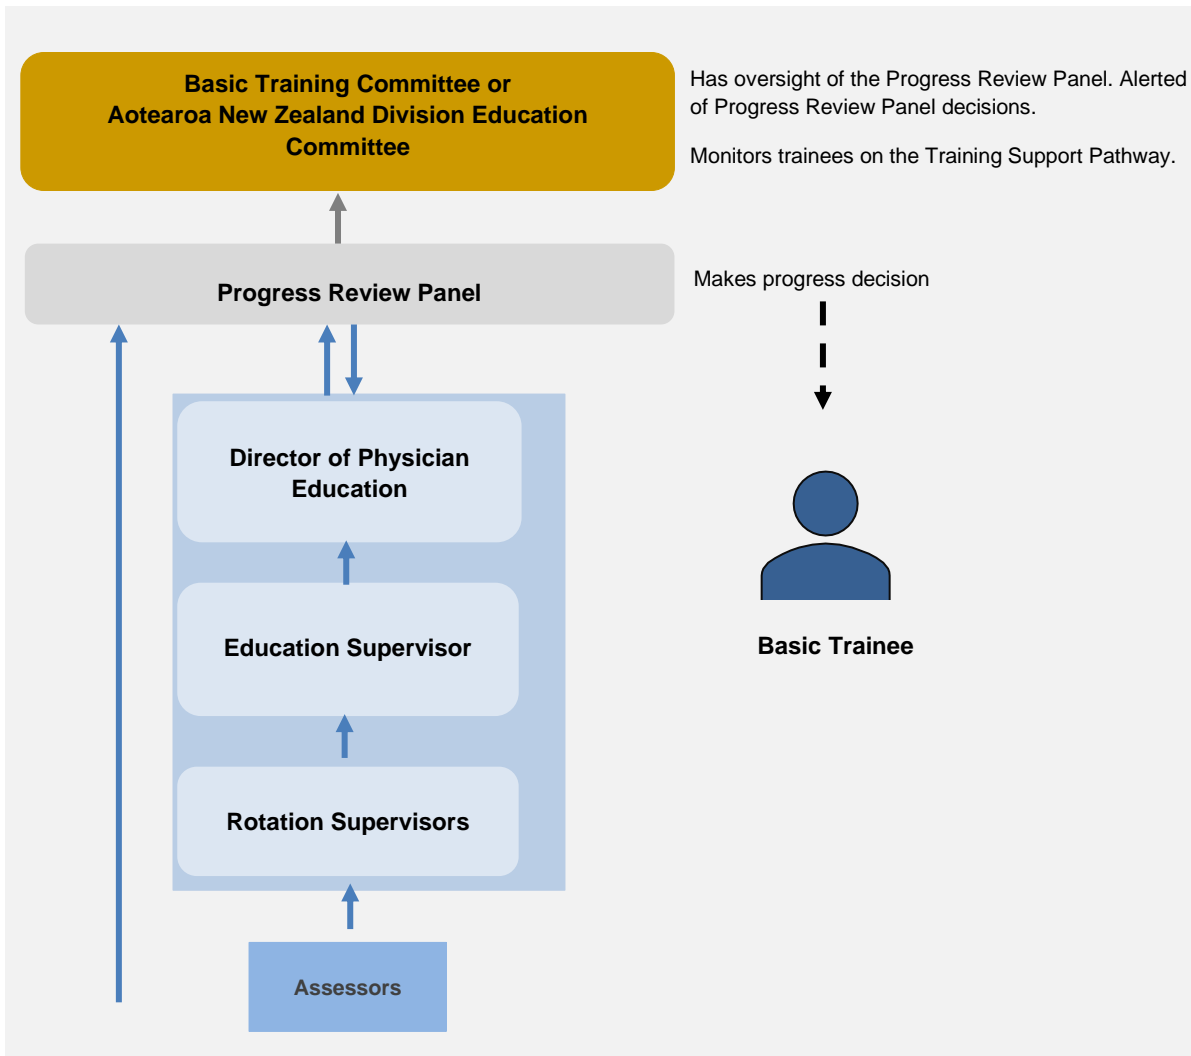 Basic Training Committee or
Aotearoa New Zealand Division Education
Committee
Has oversight of the Progress Review Panel. Alerted
of Progress Review Panel decisions.
Monitors trainees on the Training Support Pathway.
Progress Review Panel
Makes progress decision
Director of Physician
Education
Education Supervisor
Basic Trainee
Rotation Supervisors
Assessors